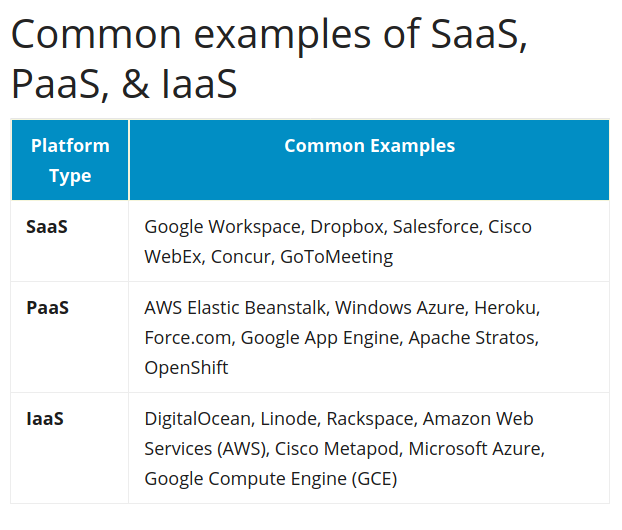 Common examples of SaaS,
PaaS, & IaaS
Platform
Type
Common Examples
SaaS
Google Workspace, Dropbox, Salesforce, Cisco
WebEx, Concur, GoToMeeting
PaaS
AWS Elastic Beanstalk, Windows Azure, Heroku,
Force.com, Google App Engine, Apache Stratos,
OpenShift
IaaS
DigitalOcean, Linode, Rackspace, Amazon Web
Services (AWS), Cisco Metapod, Microsoft Azure,
Google Compute Engine (GCE)